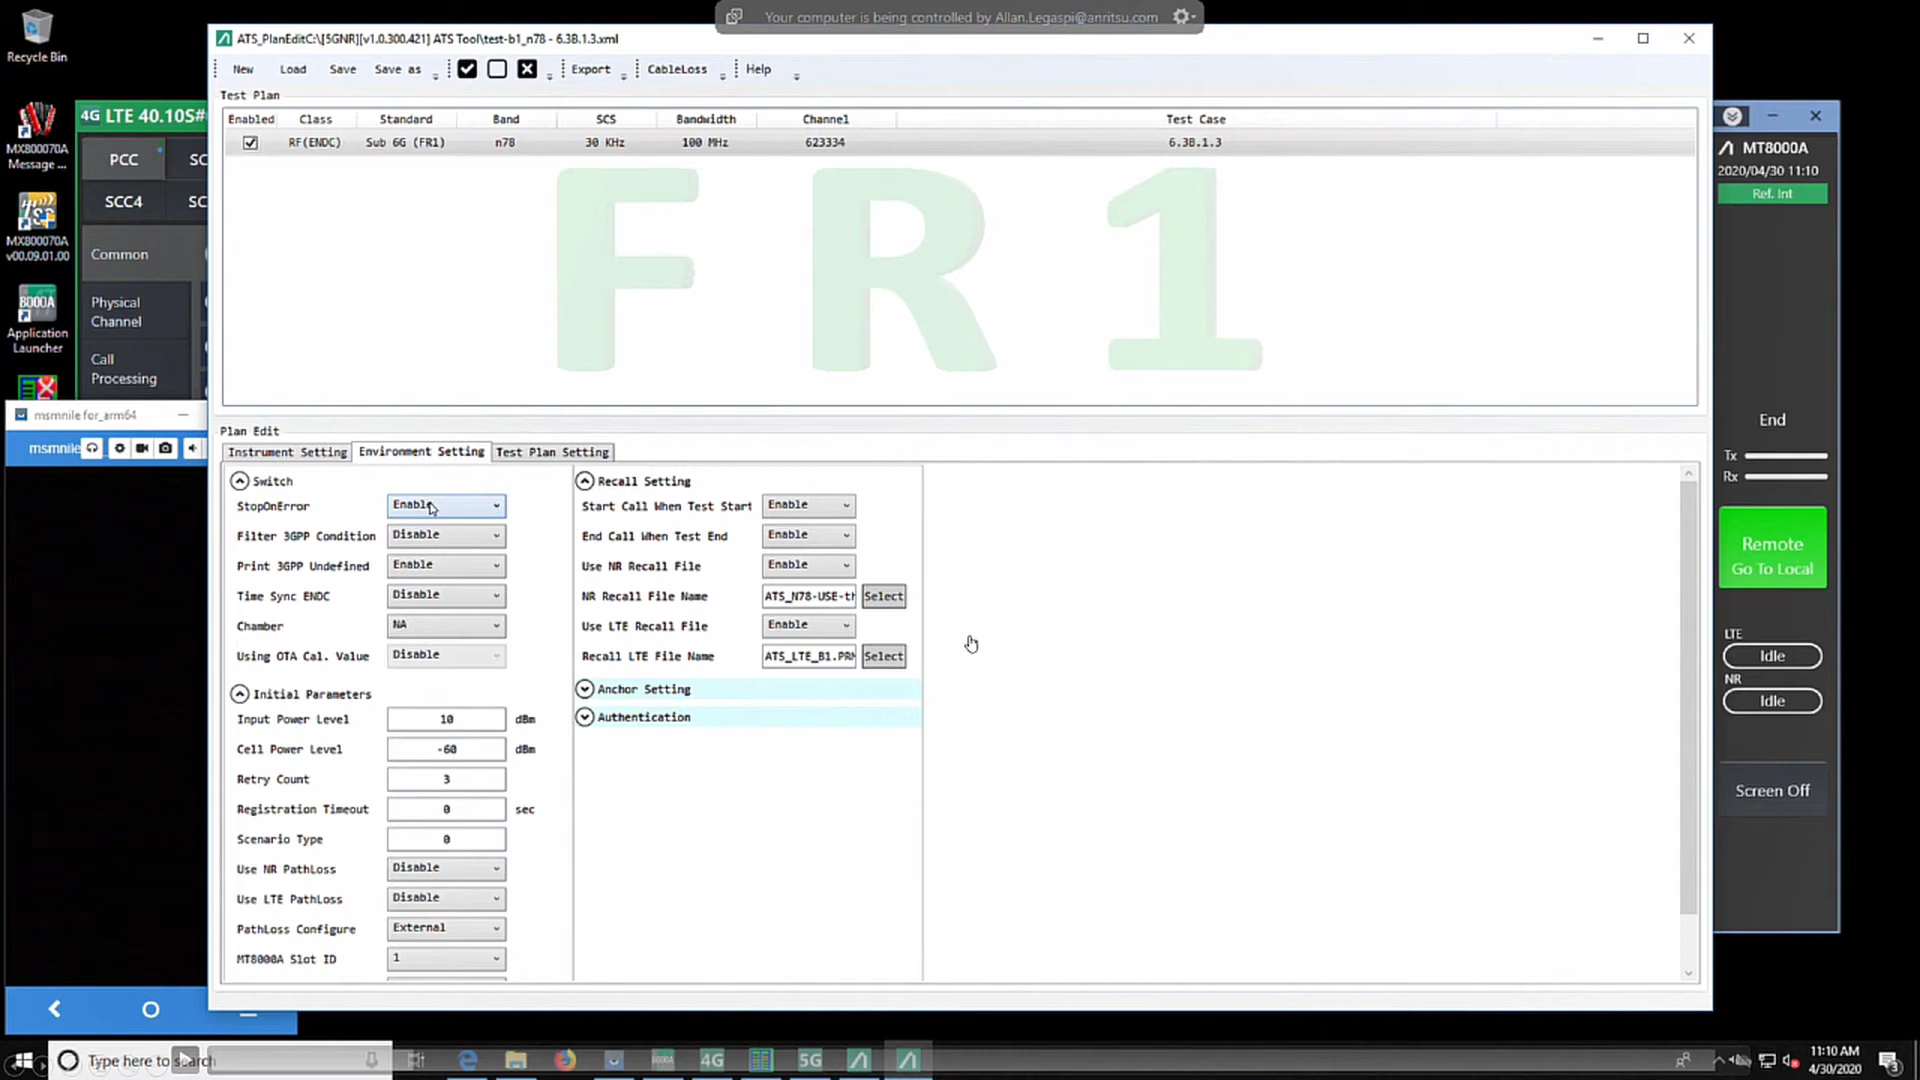 Your computer is being controlled by Allan.Legaspi@anritsu.com
Recycle Bin
MX800070A
Message ...
MX800070A
v00.09.01.00
8000A
Application
Launcher
4G LTE 40.10S#
PCC SC
SCC4 SC
Common
Physical
Channel
Call
Processing
msmnile for_arm64
msmnile
ATS_PlanEditC:\[5GNR][v1.0.300.421] ATS Tool\test-b1_n78 - 6.3B.1.3.xml
New Load Save Save as Export CableLoss Help
Test Plan
Enabled Class Standard Band SCS Bandwidth Channel Test Case
RF(ENDC) Sub 6G (FR1) n78 30 KHz 100 MHz 623334 6.3B.1.3
FR1
Plan Edit
Instrument Setting Environment Setting Test Plan Setting
Switch
StopOnError Enable
Filter 3GPP Condition Disable
Print 3GPP Undefined Enable
Time Sync ENDC Disable
Chamber NA
Using OTA Cal. Value Disable
Initial Parameters
Input Power Level 10 dBm
Cell Power Level -60 dBm
Retry Count 3
Registration Timeout 0 sec
Scenario Type 0
Use NR PathLoss Disable
Use LTE PathLoss Disable
PathLoss Configure External
MT8000A Slot ID 1
Recall Setting
Start Call When Test Start Enable
End Call When Test End Enable
Use NR Recall File Enable
NR Recall File Name ATS_N78-USE-th Select
Use LTE Recall File Enable
Recall LTE File Name ATS_LTE_B1.PRM Select
Anchor Setting
Authentication
MT8000A
2020/04/30 11:10
Ref. Int
End
Tx
Rx
Remote
Go To Local
LTE
Idle
NR
Idle
Screen Off
Type here to search
4G 5G
11:10 AM
4/30/2020
3